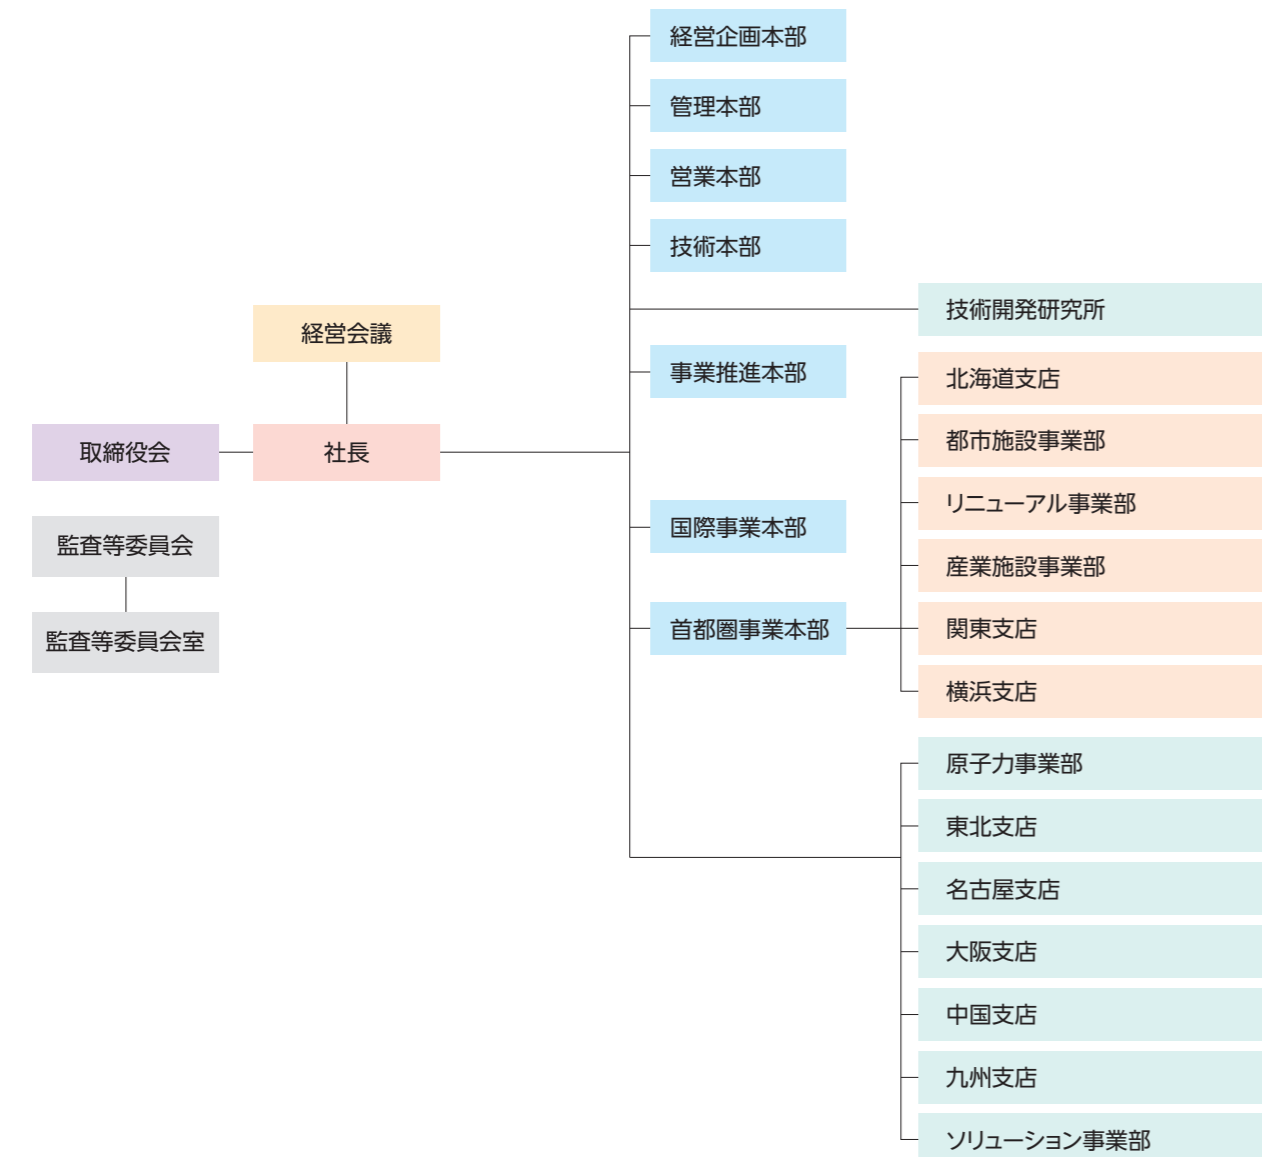 取締役会
監査等委員会
監査等委員会室
経営会議
社長
経営企画本部
管理本部
営業本部
技術本部
事業推進本部
国際事業本部
首都圏事業本部
技術開発研究所
北海道支店
都市施設事業部
リニューアル事業部
産業施設事業部
関東支店
横浜支店
原子力事業部
東北支店
名古屋支店
大阪支店
中国支店
九州支店
ソリューション事業部